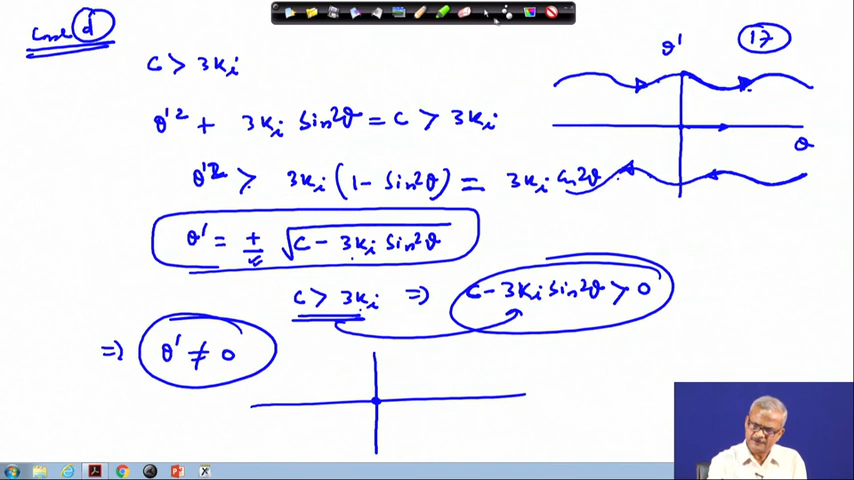 Case d
17
C > 3Ki
θ'
θ'² + 3Ki Sin²θ = C > 3Ki
θ
θ'² > 3Ki (1 - Sin²θ) = 3Ki Cos²θ
θ' = ± √C - 3Ki Sin²θ
C > 3Ki ⇒ C - 3Ki Sin²θ > 0
⇒ θ' ≠ 0